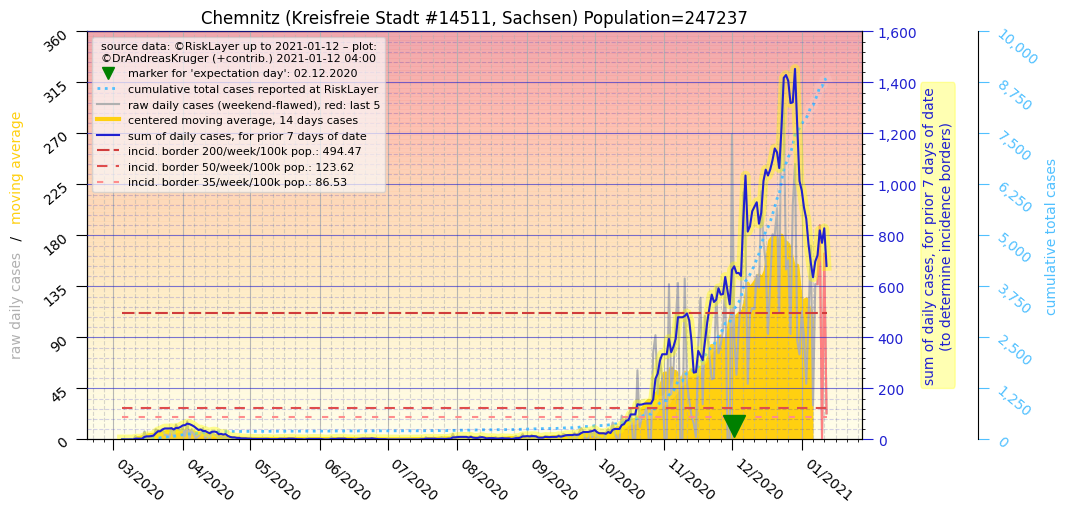 Chemnitz (Kreisfreie Stadt #14511, Sachsen) Population=247237
source data: ©RiskLayer up to 2021-01-12 – plot:
©DrAndreasKruger (+contrib.) 2021-01-12 04:00
marker for 'expectation day': 02.12.2020
cumulative total cases reported at RiskLayer
raw daily cases (weekend-flawed), red: last 5
centered moving average, 14 days cases
sum of daily cases, for prior 7 days of date
incid. border 200/week/100k pop.: 494.47
incid. border 50/week/100k pop.: 123.62
incid. border 35/week/100k pop.: 86.53
raw daily cases / moving average
360
315
270
225
180
135
90
45
0
03/2020
04/2020
05/2020
06/2020
07/2020
08/2020
09/2020
10/2020
11/2020
12/2020
01/2021
1,600
1,400
1,200
1,000
800
600
400
200
0
sum of daily cases, for prior 7 days of date
(to determine incidence borders)
10,000
8,750
7,500
6,250
5,000
3,750
2,500
1,250
0
cumulative total cases